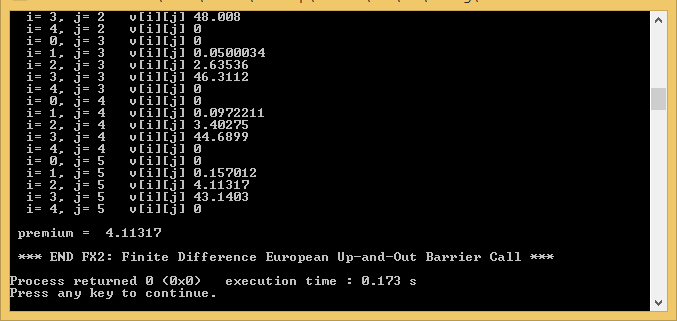 i= 3, j= 2   v[i][j] 48.008
i= 4, j= 2   v[i][j] 0
i= 0, j= 3   v[i][j] 0
i= 1, j= 3   v[i][j] 0.0500034
i= 2, j= 3   v[i][j] 2.63536
i= 3, j= 3   v[i][j] 46.3112
i= 4, j= 3   v[i][j] 0
i= 0, j= 4   v[i][j] 0
i= 1, j= 4   v[i][j] 0.0972211
i= 2, j= 4   v[i][j] 3.40275
i= 3, j= 4   v[i][j] 44.6899
i= 4, j= 4   v[i][j] 0
i= 0, j= 5   v[i][j] 0
i= 1, j= 5   v[i][j] 0.157012
i= 2, j= 5   v[i][j] 4.11317
i= 3, j= 5   v[i][j] 43.1403
i= 4, j= 5   v[i][j] 0
premium =  4.11317
*** END FX2: Finite Difference European Up-and-Out Barrier Call ***
Process returned 0 (0x0)   execution time : 0.173 s
Press any key to continue.